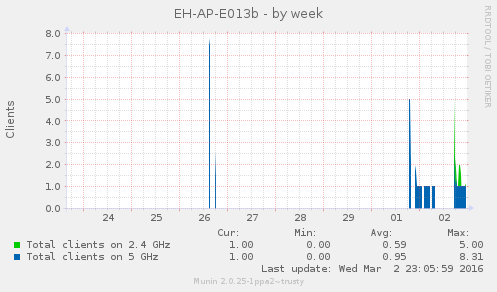 EH-AP-E013b - by week
RRDTOOL / TOBI OETIKER
Clients
8.0
7.0
6.0
5.0
4.0
3.0
2.0
1.0
0.0
24 25 26 27 28 29 01 02
Cur: Min: Avg: Max:
Total clients on 2.4 GHz 1.00 0.00 0.59 5.00
Total clients on 5 GHz 1.00 0.00 0.95 8.31
Last update: Wed Mar 2 23:05:59 2016
Munin 2.0.25-1ppa2~trusty